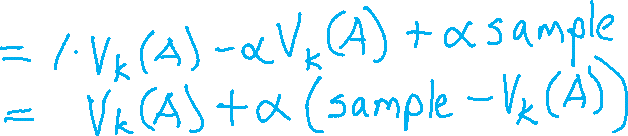 = 1·V_k(A) - αV_k(A) + α sample
= V_k(A) + α(sample - V_k(A))